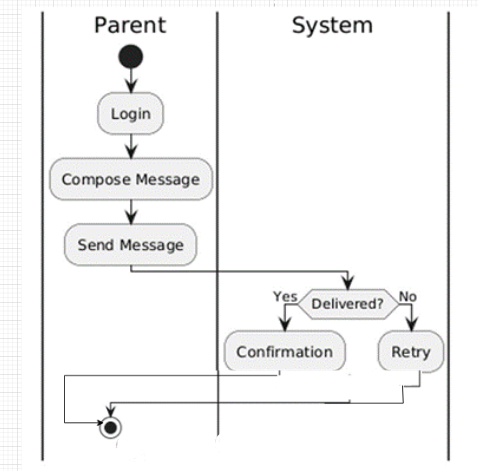 Parent
System
Login
Compose Message
Send Message
Yes
Delivered?
No
Confirmation
Retry